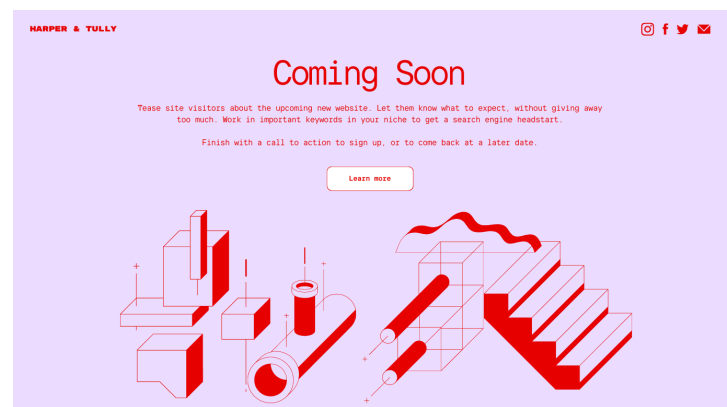 HARPER & TULLY
Coming Soon
Tease site visitors about the upcoming new website. Let them know what to expect, without giving away
too much. Work in important keywords in your niche to get a search engine headstart.
Finish with a call to action to sign up, or to come back at a later date.
Learn more